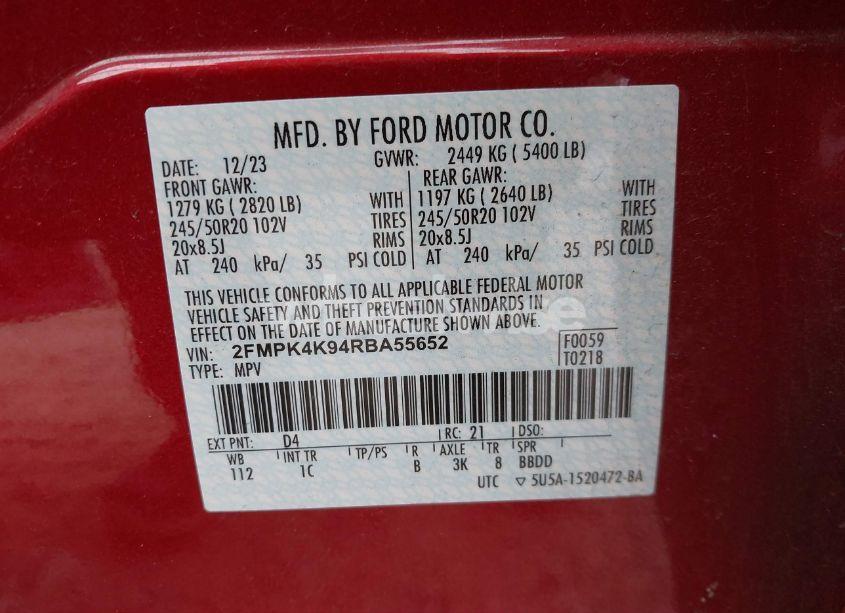 MFD. BY FORD MOTOR CO.
DATE: 12/23 GVWR: 2449 KG ( 5400 LB)
FRONT GAWR: REAR GAWR:
1279 KG ( 2820 LB) WITH 1197 KG ( 2640 LB) WITH
245/50R20 102V TIRES 245/50R20 102V TIRES
20x8.5J RIMS 20x8.5J RIMS
AT 240 kPa/ 35 PSI COLD AT 240 kPa/ 35 PSI COLD
THIS VEHICLE CONFORMS TO ALL APPLICABLE FEDERAL MOTOR
VEHICLE SAFETY AND THEFT PREVENTION STANDARDS IN
EFFECT ON THE DATE OF MANUFACTURE SHOWN ABOVE.
VIN: 2FMPK4K94RBA55652 F0059
TYPE: MPV T0218
EXT PNT: D4 RC: 21 DSO:
WB INT TR TP/PS R AXLE TR SPR
112 1C B 3K 8 BBDD
UTC ▽ 5U5A-1520472-BA